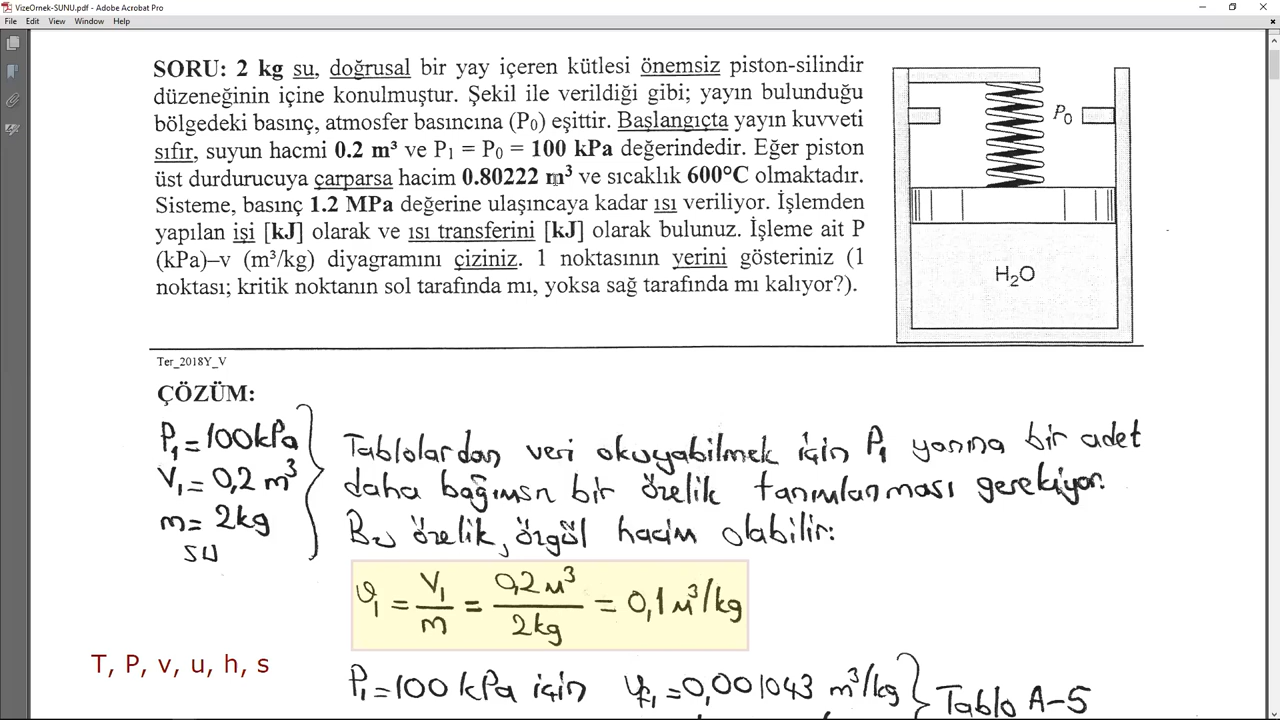 VizeOrnek-SUNU.pdf - Adobe Acrobat Pro
File Edit View Window Help
SORU: 2 kg su, doğrusal bir yay içeren kütlesi önemsiz piston-silindir
düzeneğinin içine konulmuştur. Şekil ile verildiği gibi; yayın bulunduğu
bölgedeki basınç, atmosfer basıncına (P₀) eşittir. Başlangıçta yayın kuvveti
sıfır, suyun hacmi 0.2 m³ ve P₁ = P₀ = 100 kPa değerindedir. Eğer piston
üst durdurucuya çarparsa hacim 0.80222 m³ ve sıcaklık 600°C olmaktadır.
Sisteme, basınç 1.2 MPa değerine ulaşıncaya kadar ısı veriliyor. İşlemden
yapılan işi [kJ] olarak ve ısı transferini [kJ] olarak bulunuz. İşleme ait P
(kPa)–v (m³/kg) diyagramını çiziniz. 1 noktasının yerini gösteriniz (1
noktası; kritik noktanın sol tarafında mı, yoksa sağ tarafında mı kalıyor?).
P₀
H₂O
Ter_2018Y_V
ÇÖZÜM:
P₁ = 100 kPa
V₁ = 0,2 m³
m = 2kg
su
Tablolardan veri okuyabilmek için P₁ yanına bir adet
daha bağımsız bir özelik tanımlanması gerekiyor.
Bu özelik, özgül hacim olabilir:
υ₁ = V₁/m = 0,2 m³/2kg = 0,1 m³/kg
T, P, v, u, h, s
P₁ = 100 kPa için υf₁ = 0,001043 m³/kg } Tablo A-5